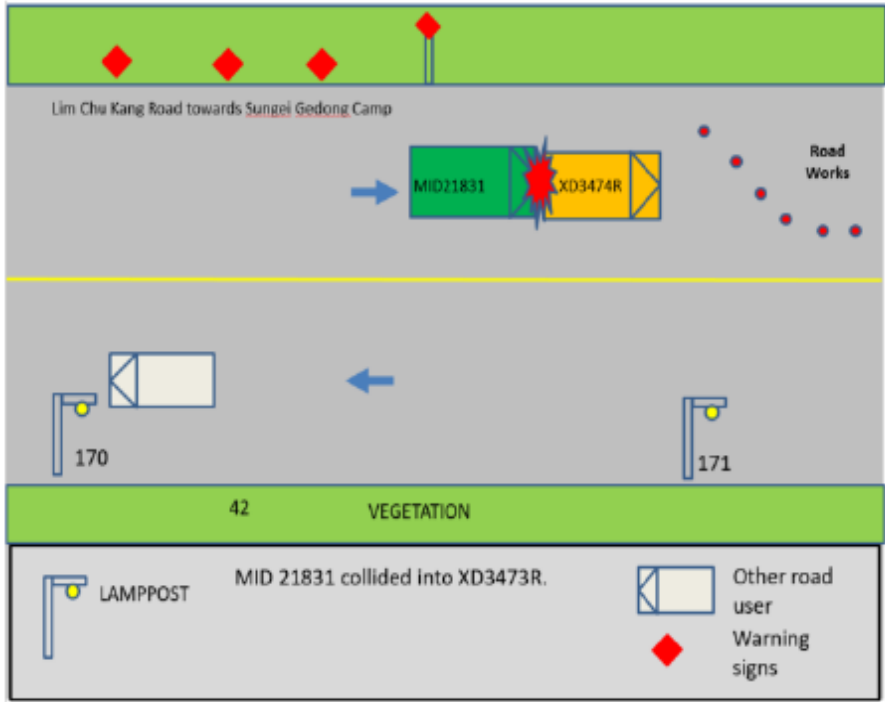 Lim Chu Kang Road towards Sungei Gedong Camp
Road
Works
MID21831
XD3474R
170
171
42
VEGETATION
LAMPPOST
MID 21831 collided into XD3473R.
Other road
user
Warning
signs